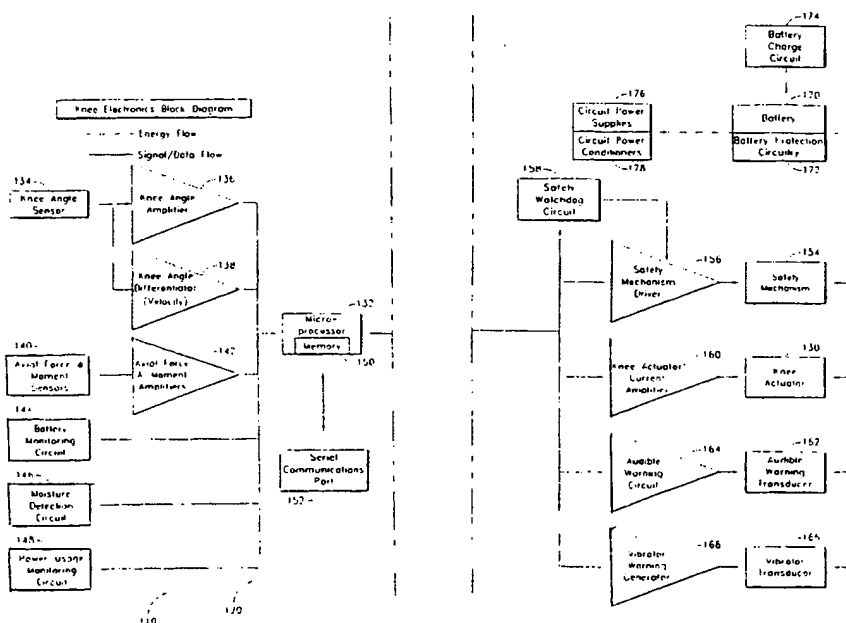 Knee Electronics Block Diagram
Energy Flow
Signal/Data Flow
134
Knee Angle
Sensor
136
Knee Angle
Amplifier
138
Knee Angle
Differentiator
(Velocity)
140
Axial Force &
Moment
Sensors
142
Axial Force
& Moment
Amplifiers
Battery
Monitoring
Circuit
146
Moisture
Detection
Circuit
148
Power Usage
Monitoring
Circuit
110
120
132
Micro-
processor
Memory
150
Serial
Communications
Port
152
174
Battery
Charge
Circuit
176
Circuit Power
Supplies
Circuit Power
Conditioners
178
Battery
Battery Protection
Circuitry
172
158
Safety
Watchdog
Circuit
156
Safety
Mechanism
Driver
154
Safety
Mechanism
160
Knee Actuator
Current
Amplifier
130
Knee
Actuator
164
Audible
Warning
Circuit
162
Audible
Warning
Transducer
168
Vibrator
Warning
Generator
Vibrator
Transducer